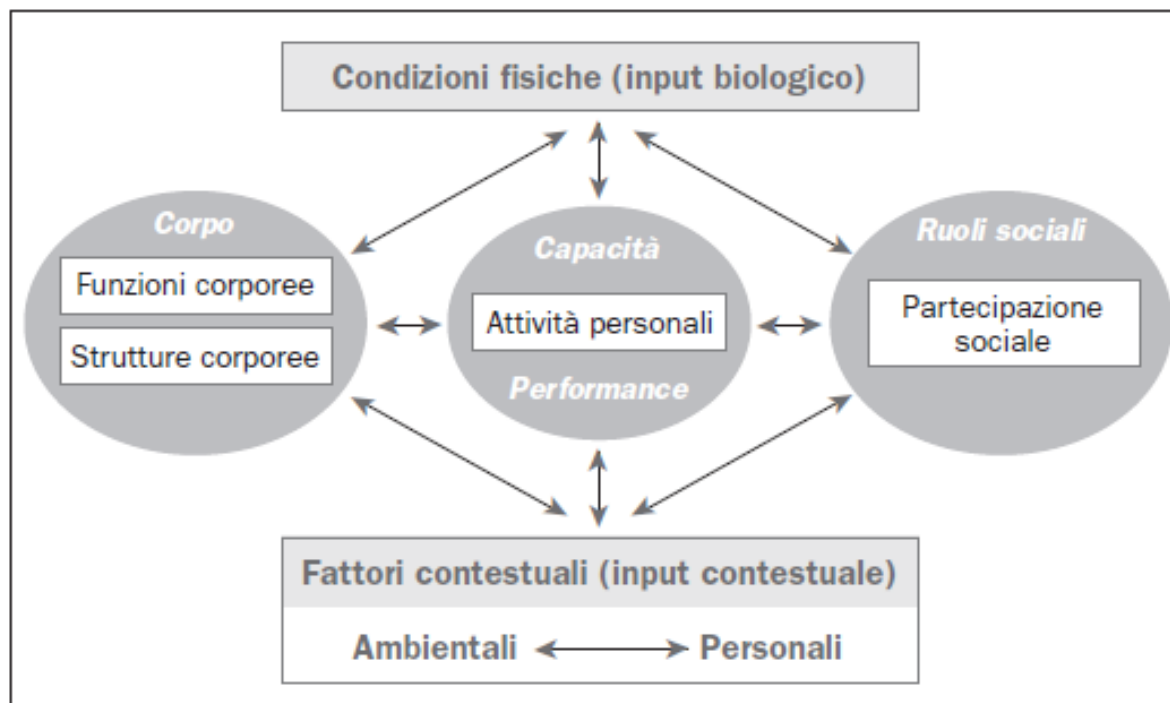 Condizioni fisiche (input biologico)
Corpo
Funzioni corporee
Strutture corporee
Capacità
Attività personali
Performance
Ruoli sociali
Partecipazione
sociale
Fattori contestuali (input contestuale)
Ambientali
Personali